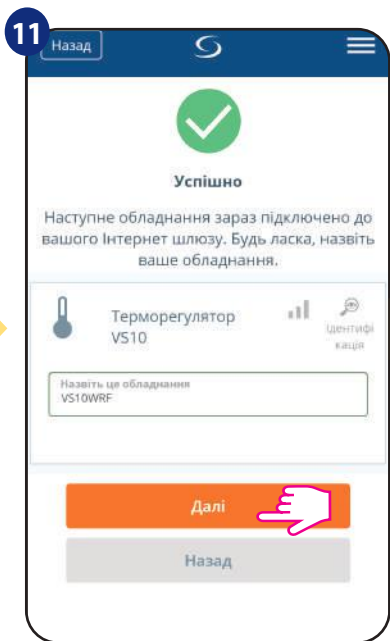 11
Назад
Успішно
Наступне обладнання зараз підключено до
вашого Інтернет шлюзу. Будь ласка, назвіть
ваше обладнання.
Терморегулятор
VS10
Ідентифі
кація
Назвіть це обладнання
VS10WRF
Далі
Назад